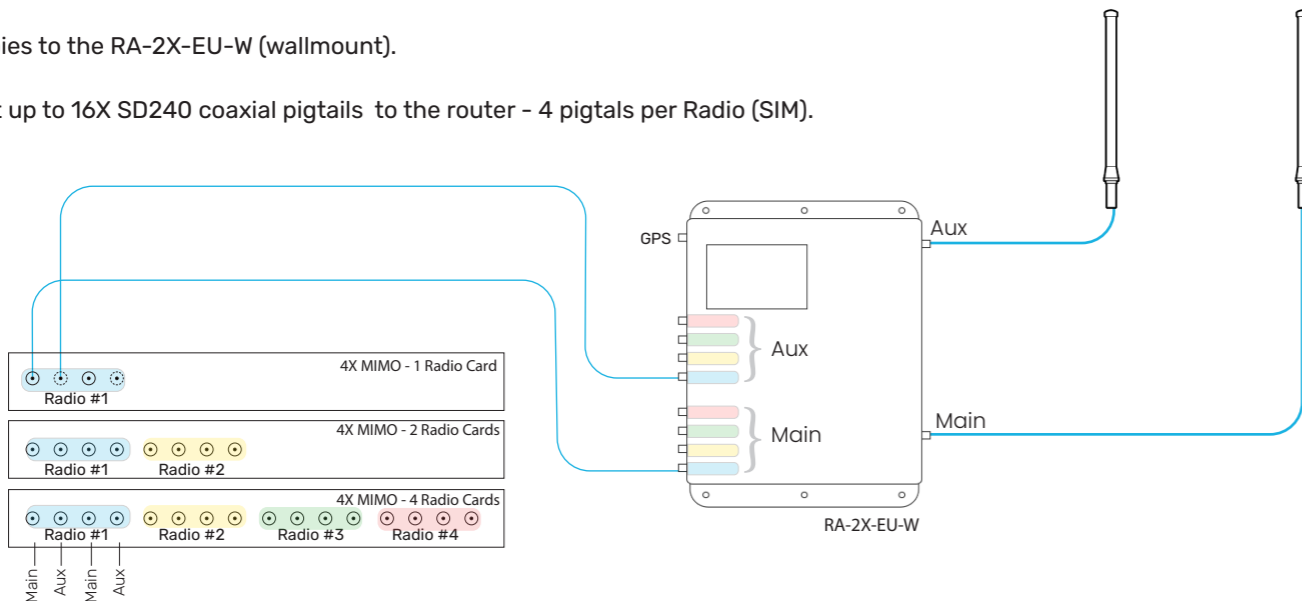 ies to the RA-2X-EU-W (wallmount).
t up to 16X SD240 coaxial pigtails to the router - 4 pigtals per Radio (SIM).
GPS
Aux
Aux
Main
Main
RA-2X-EU-W
4X MIMO - 1 Radio Card
Radio #1
4X MIMO - 2 Radio Cards
Radio #1 Radio #2
4X MIMO - 4 Radio Cards
Radio #1 Radio #2 Radio #3 Radio #4
Main
Aux
Main
Aux